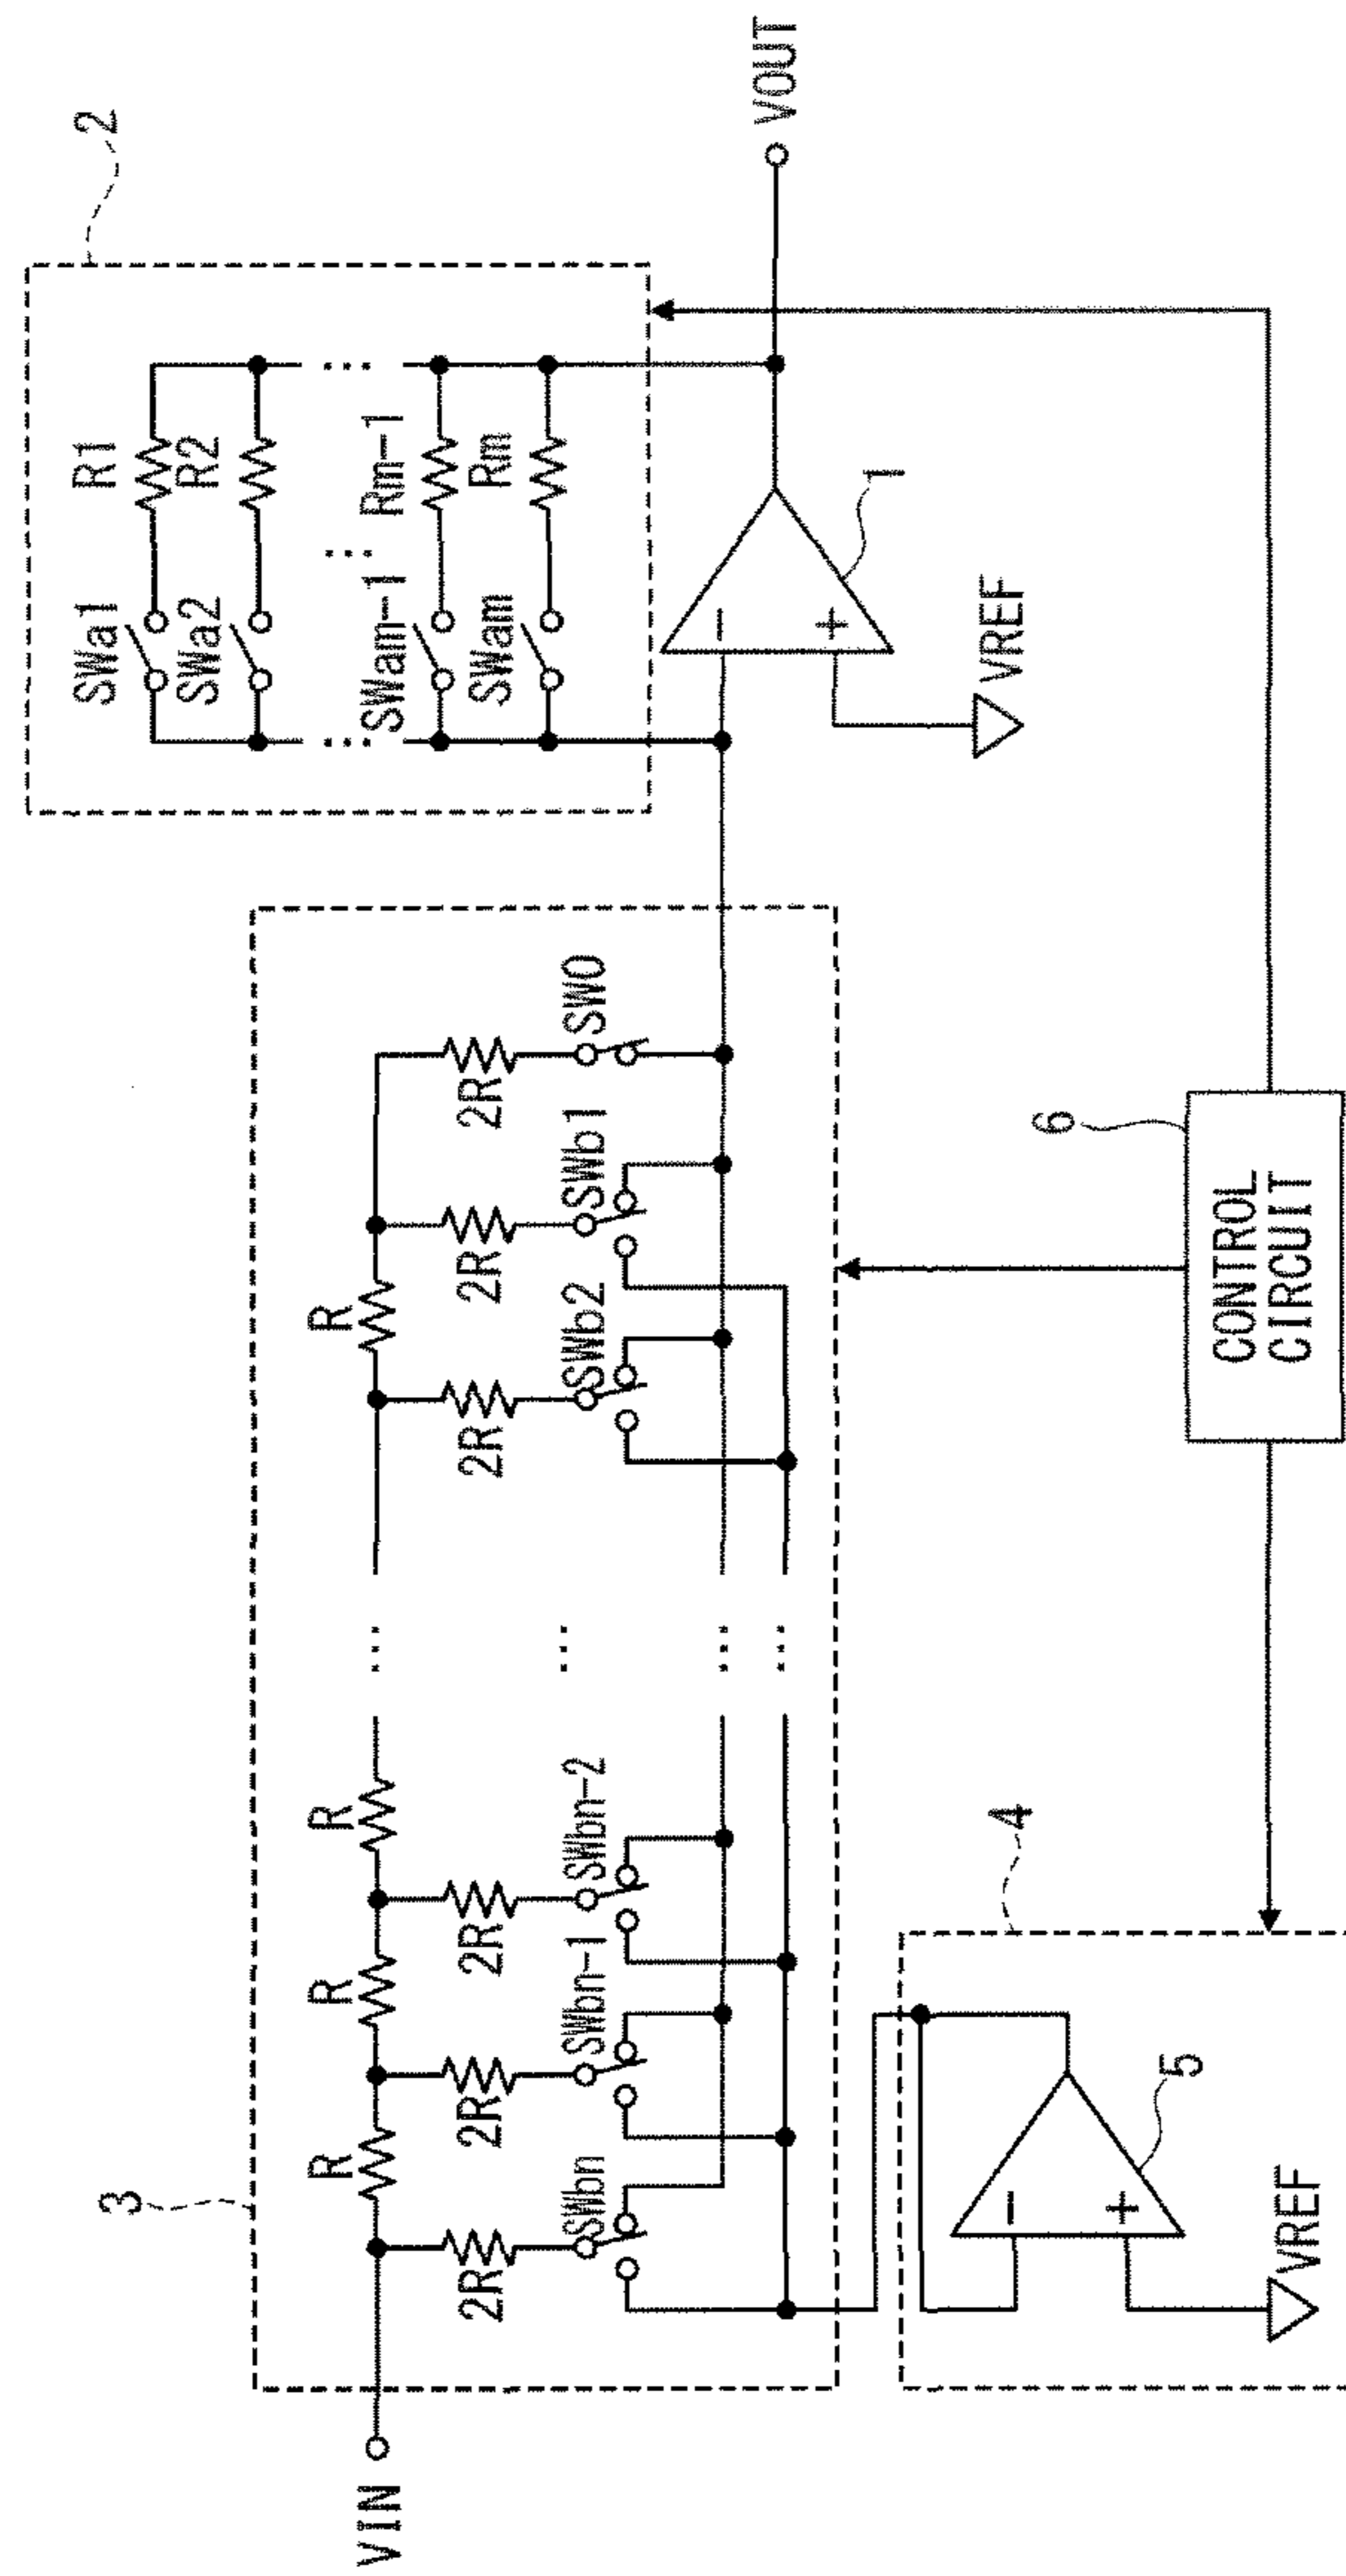 2
R1
SWa1
R2
SWa2
Rm-1
SWam-1
Rm
SWam
VOUT
1
VREF
3
R
R
R
R
2R
2R
2R
2R
2R
2R
SWbn
SWbn-1
SWbn-2
SWb2
SWb1
SW0
VIN
4
5
VREF
6
CONTROL
CIRCUIT